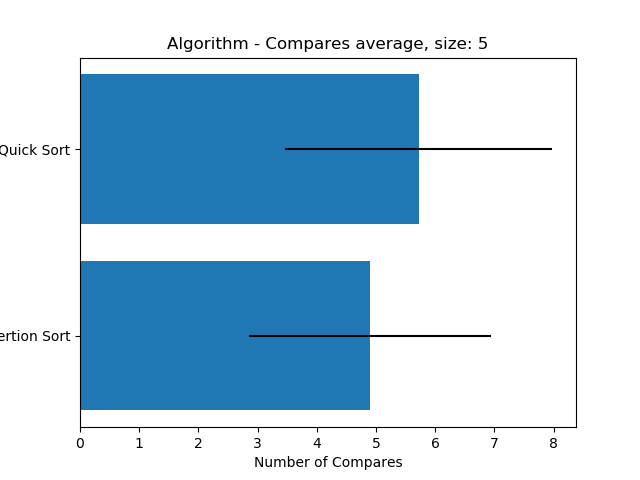 Algorithm - Compares average, size: 5
Quick Sort
ertion Sort
0 1 2 3 4 5 6 7 8
Number of Compares